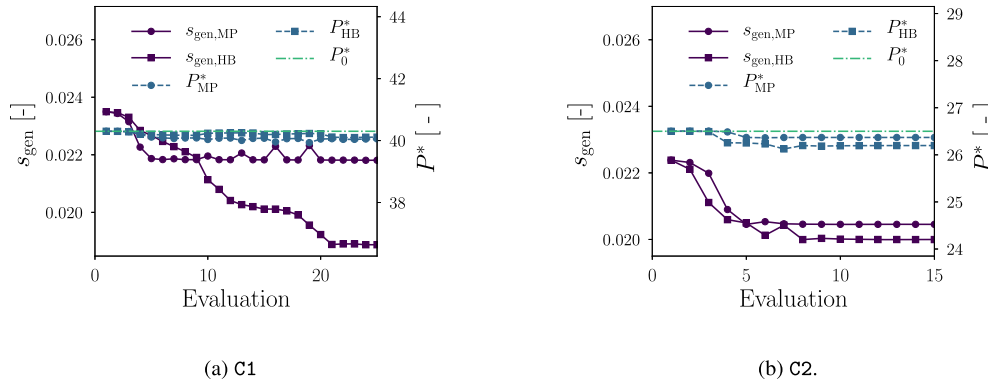 0.026
0.024
0.022
0.020
s_gen [-]
s_gen,MP
s_gen,HB
P*_MP
P*_HB
P*_0
44
42
40
38
P* [-]
0
10
20
Evaluation
(a) C1
0.026
0.024
0.022
0.020
s_gen [-]
s_gen,MP
s_gen,HB
P*_MP
P*_HB
P*_0
29
28
27
26
25
24
P* [-]
0
5
10
15
Evaluation
(b) C2.